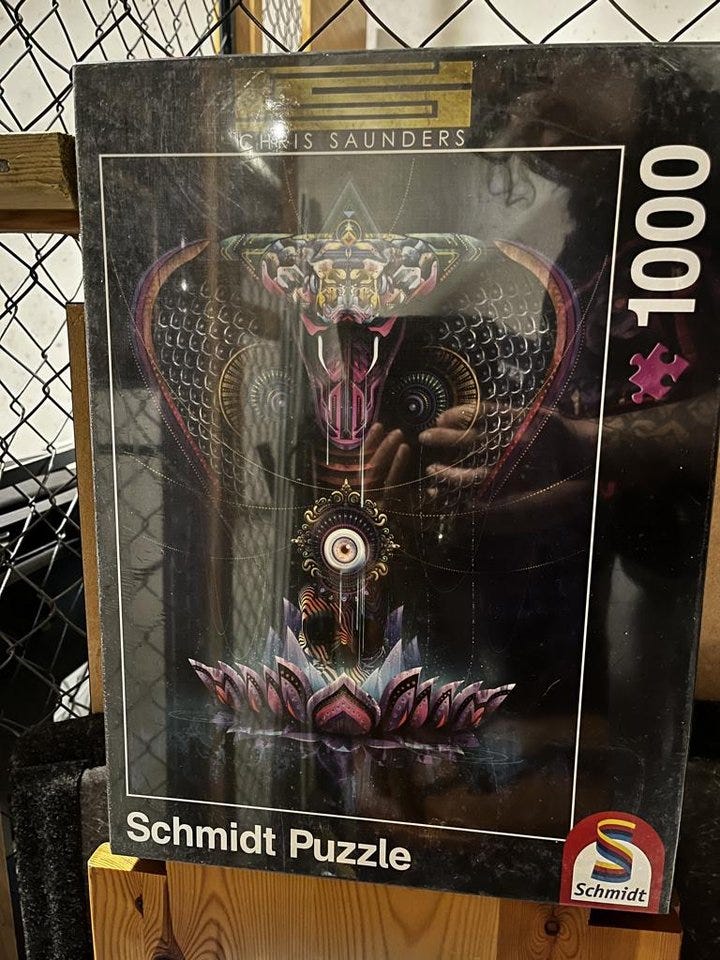 CHRIS SAUNDERS
1000
Schmidt Puzzle
Schmidt